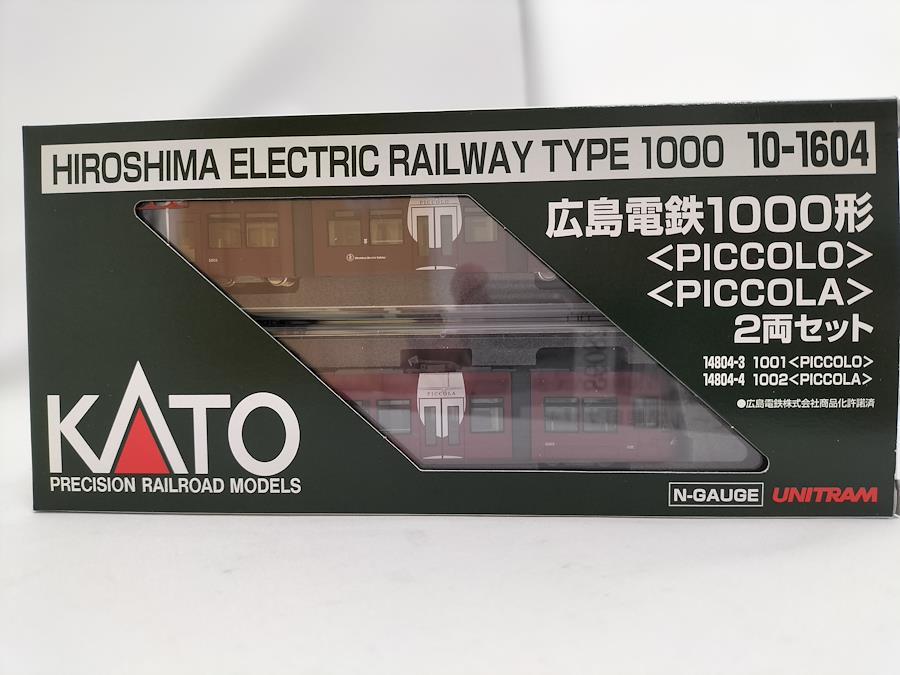 HIROSHIMA ELECTRIC RAILWAY TYPE 1000 10-1604
広島電鉄1000形
<PICCOLO>
<PICCOLA>
2両セット
14804-3 1001<PICCOLO>
14804-4 1002<PICCOLA>
●広島電鉄株式会社商品化許諾済
PICCOLO
PICCOLA
KATO
PRECISION RAILROAD MODELS
N-GAUGE UNITRAM